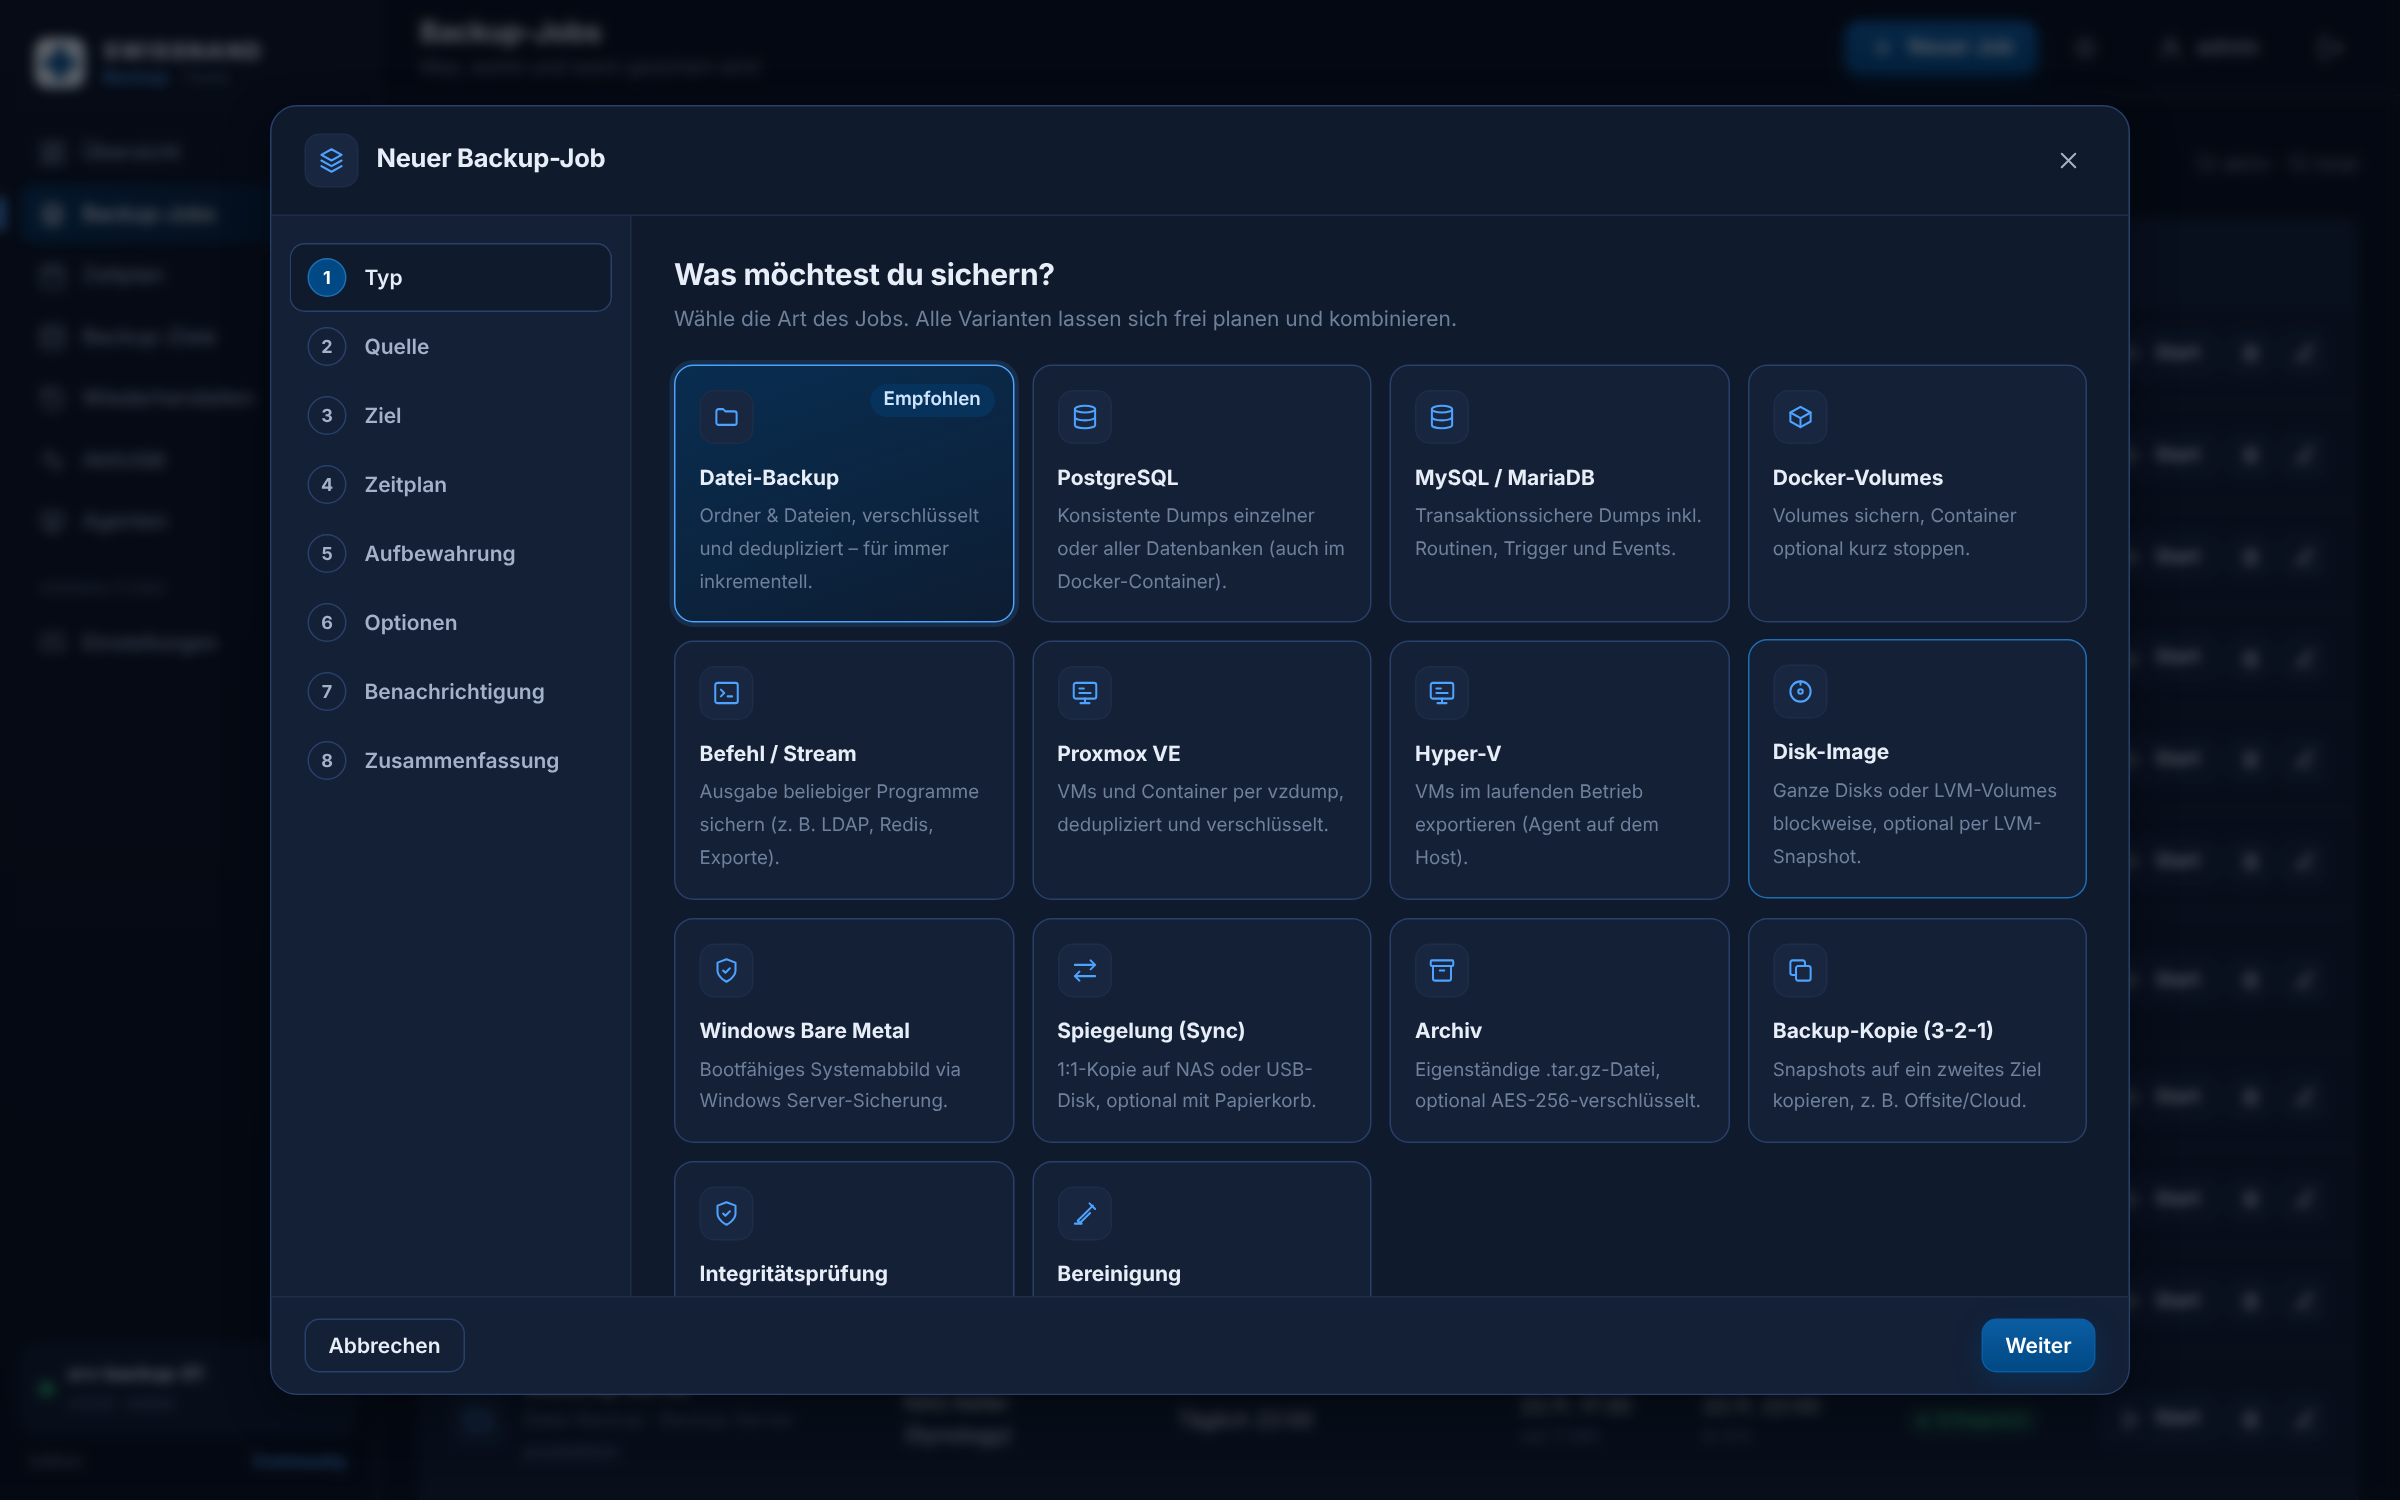 Backup-Jobs
Neuer Job
admin
Neuer Backup-Job
1 Typ
2 Quelle
3 Ziel
4 Zeitplan
5 Aufbewahrung
6 Optionen
7 Benachrichtigung
8 Zusammenfassung
Was möchtest du sichern?
Wähle die Art des Jobs. Alle Varianten lassen sich frei planen und kombinieren.
Empfohlen
Datei-Backup
Ordner & Dateien, verschlüsselt
und dedupliziert – für immer
inkrementell.
PostgreSQL
Konsistente Dumps einzelner
oder aller Datenbanken (auch im
Docker-Container).
MySQL / MariaDB
Transaktionssichere Dumps inkl.
Routinen, Trigger und Events.
Docker-Volumes
Volumes sichern, Container
optional kurz stoppen.
Befehl / Stream
Ausgabe beliebiger Programme
sichern (z. B. LDAP, Redis,
Exporte).
Proxmox VE
VMs und Container per vzdump,
dedupliziert und verschlüsselt.
Hyper-V
VMs im laufenden Betrieb
exportieren (Agent auf dem
Host).
Disk-Image
Ganze Disks oder LVM-Volumes
blockweise, optional per LVM-
Snapshot.
Windows Bare Metal
Bootfähiges Systemabbild via
Windows Server-Sicherung.
Spiegelung (Sync)
1:1-Kopie auf NAS oder USB-
Disk, optional mit Papierkorb.
Archiv
Eigenständige .tar.gz-Datei,
optional AES-256-verschlüsselt.
Backup-Kopie (3-2-1)
Snapshots auf ein zweites Ziel
kopieren, z. B. Offsite/Cloud.
Integritätsprüfung
Bereinigung
Abbrechen
Weiter